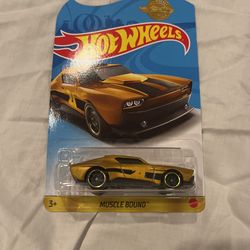 HOT WHEELS
3+
MUSCLE BOUND